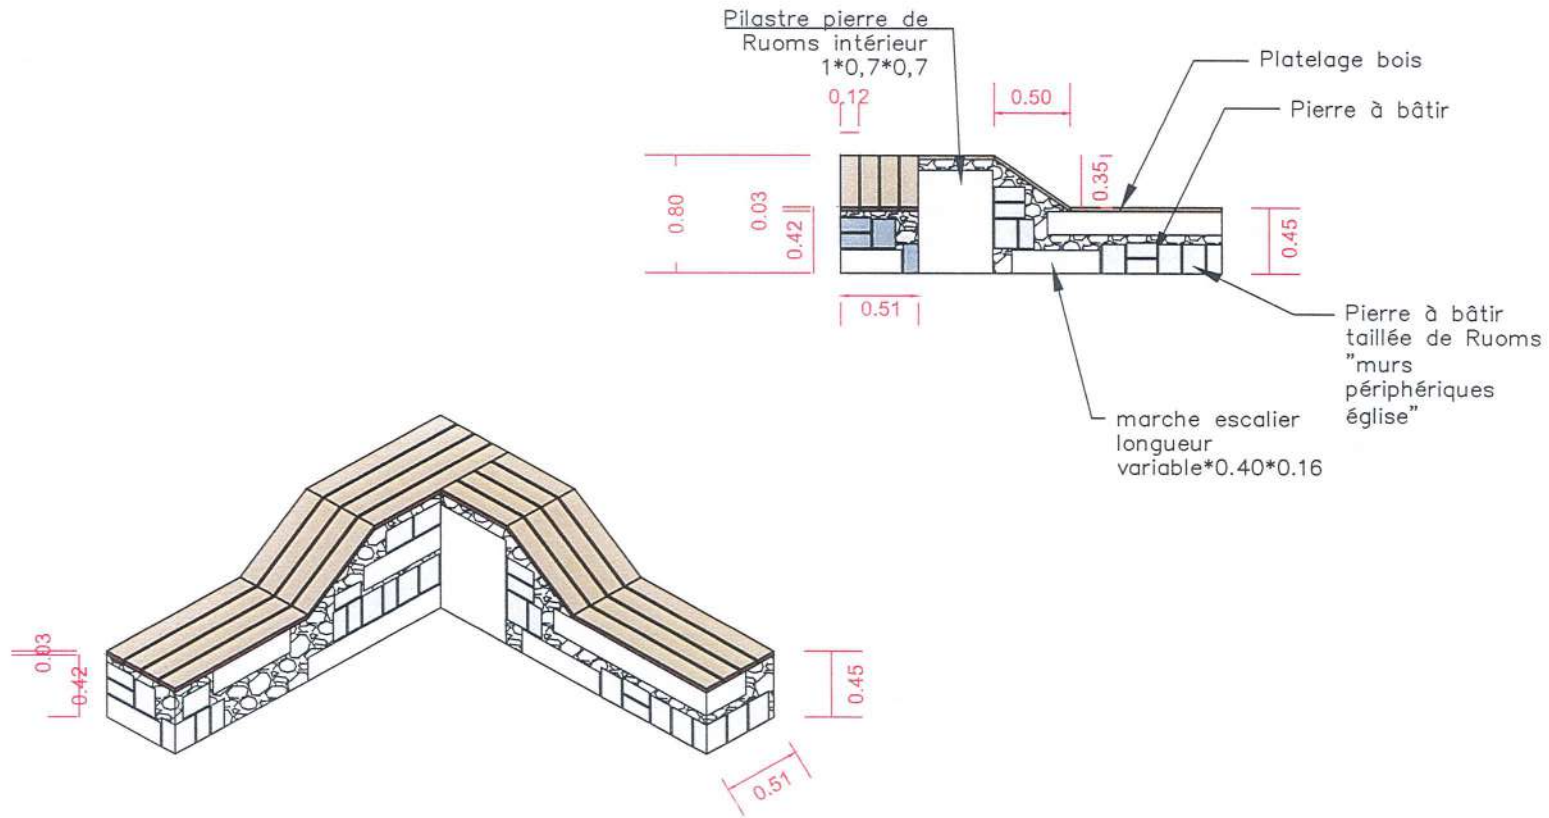 Pilastre pierre de
Ruoms intérieur
1*0,7*0,7
Platelage bois
Pierre à bâtir
0.12
0.50
0.35
0.80
0.03
0.42
0.45
0.51
Pierre à bâtir
taillée de Ruoms
"murs
périphériques
église"
marche escalier
longueur
variable*0.40*0.16
0.03
0.42
0.45
0.51